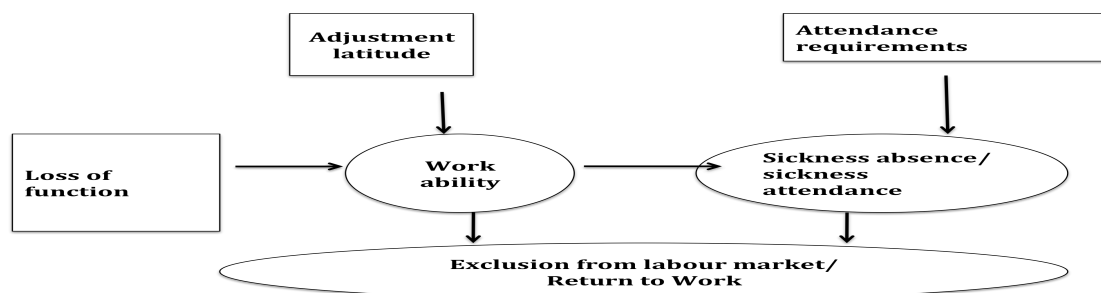 Adjustment
latitude
Attendance
requirements
Loss of
function
Work
ability
Sickness absence/
sickness
attendance
Exclusion from labour market/
Return to Work